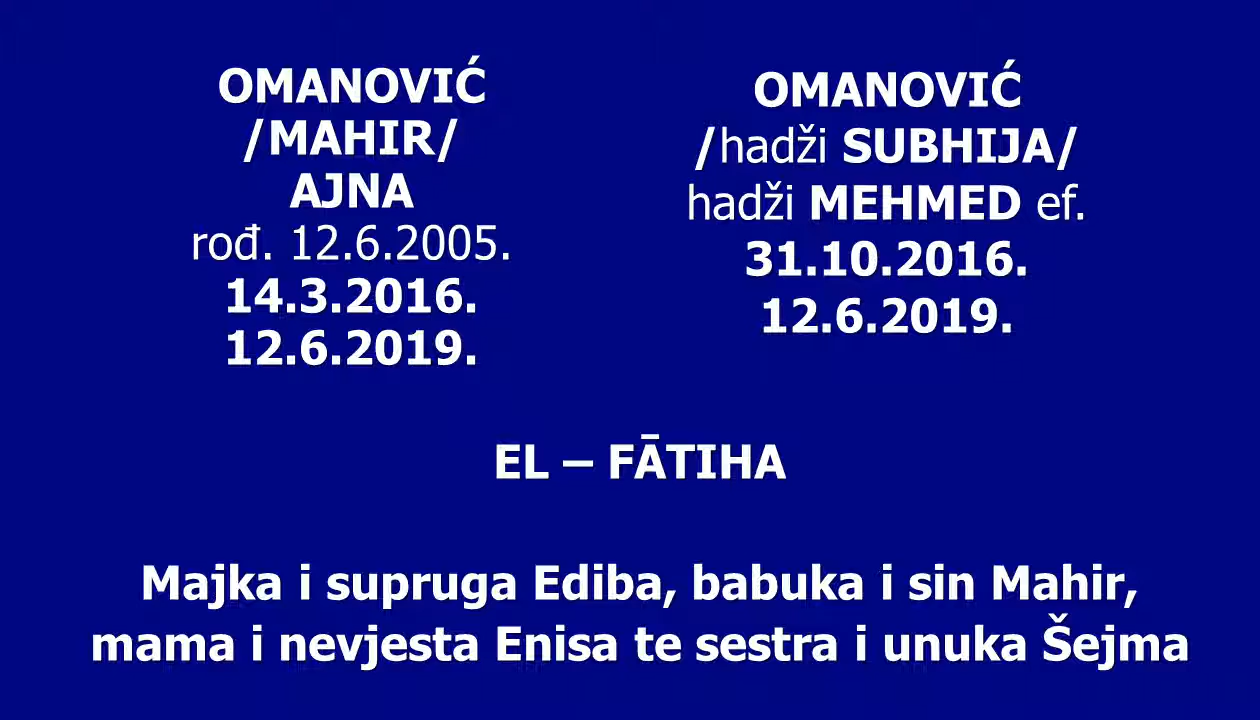 OMANOVIĆ
/MAHIR/
AJNA
rođ. 12.6.2005.
14.3.2016.
12.6.2019.
OMANOVIĆ
/hadži SUBHIJA/
hadži MEHMED ef.
31.10.2016.
12.6.2019.
EL – FĀTIHA
Majka i supruga Ediba, babuka i sin Mahir,
mama i nevjesta Enisa te sestra i unuka Šejma